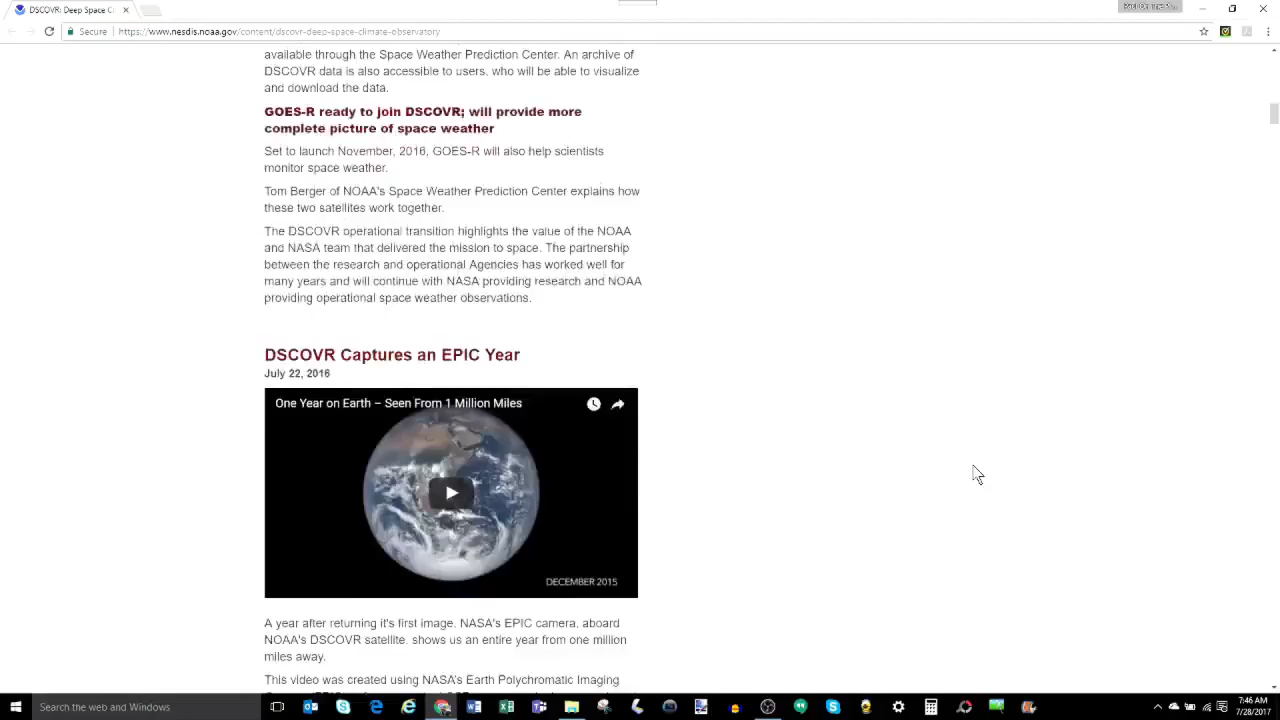 DSCOVR: Deep Space C
Secure
https://www.nesdis.noaa.gov/content/dscovr-deep-space-climate-observatory
available through the Space Weather Prediction Center. An archive of
DSCOVR data is also accessible to users, who will be able to visualize
and download the data.
GOES-R ready to join DSCOVR; will provide more
complete picture of space weather
Set to launch November, 2016, GOES-R will also help scientists
monitor space weather.
Tom Berger of NOAA's Space Weather Prediction Center explains how
these two satellites work together.
The DSCOVR operational transition highlights the value of the NOAA
and NASA team that delivered the mission to space. The partnership
between the research and operational Agencies has worked well for
many years and will continue with NASA providing research and NOAA
providing operational space weather observations.
DSCOVR Captures an EPIC Year
July 22, 2016
One Year on Earth – Seen From 1 Million Miles
DECEMBER 2015
A year after returning it's first image, NASA's EPIC camera, aboard
NOAA's DSCOVR satellite, shows us an entire year from one million
miles away.
This video was created using NASA's Earth Polychromatic Imaging
Search the web and Windows
7:46 AM
7/28/2017